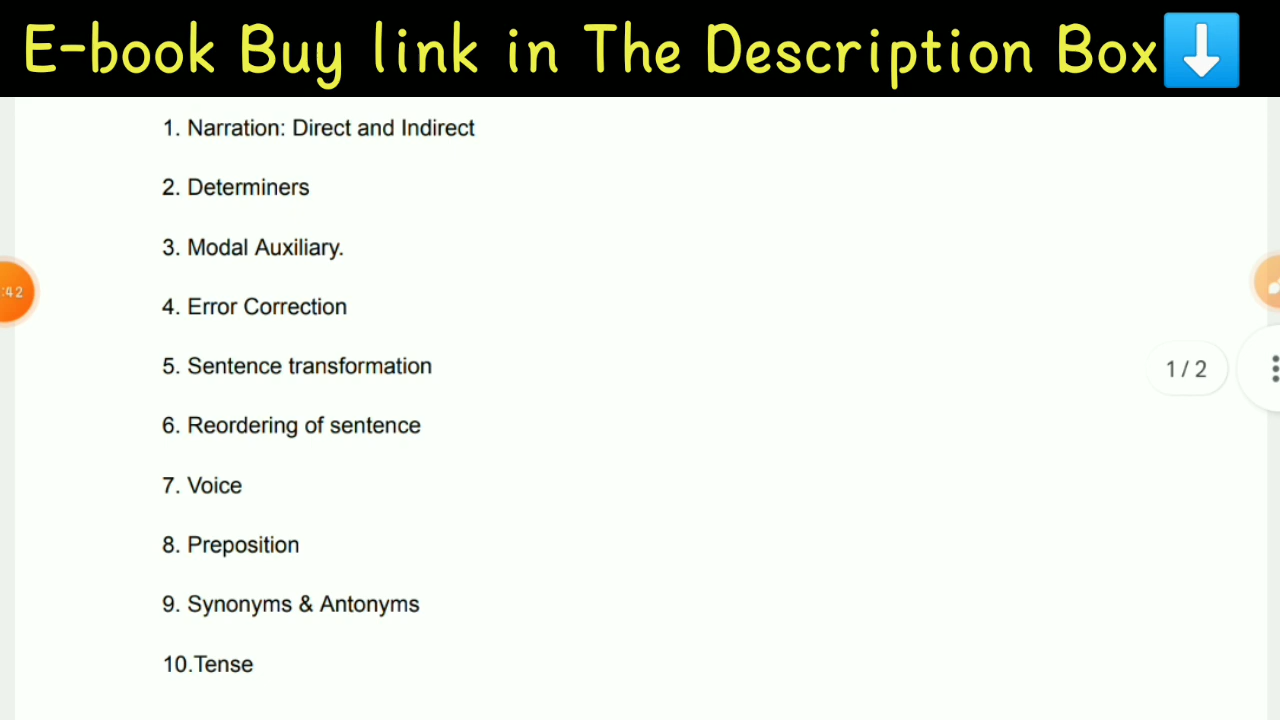 E-book Buy link in The Description Box⬇️
1. Narration: Direct and Indirect
2. Determiners
3. Modal Auxiliary.
:42
4. Error Correction
5. Sentence transformation
1 / 2
6. Reordering of sentence
7. Voice
8. Preposition
9. Synonyms & Antonyms
10.Tense